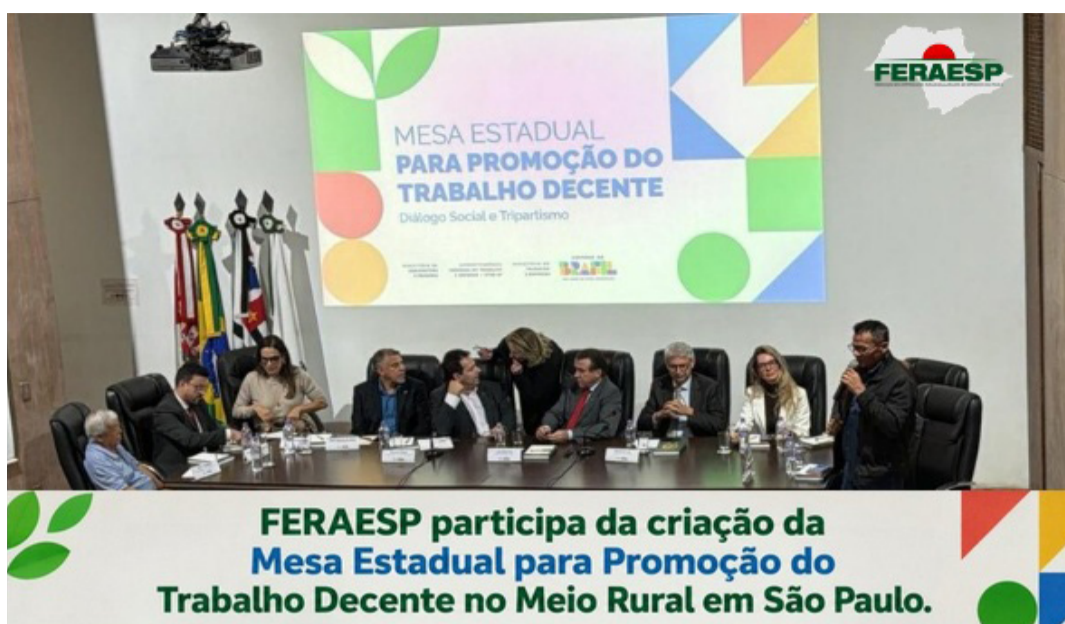 FERAESP
MESA ESTADUAL
PARA PROMOÇÃO DO
TRABALHO DECENTE
Diálogo Social e Tripartismo
BRASIL
FERAESP participa da criação da
Mesa Estadual para Promoção do
Trabalho Decente no Meio Rural em São Paulo.